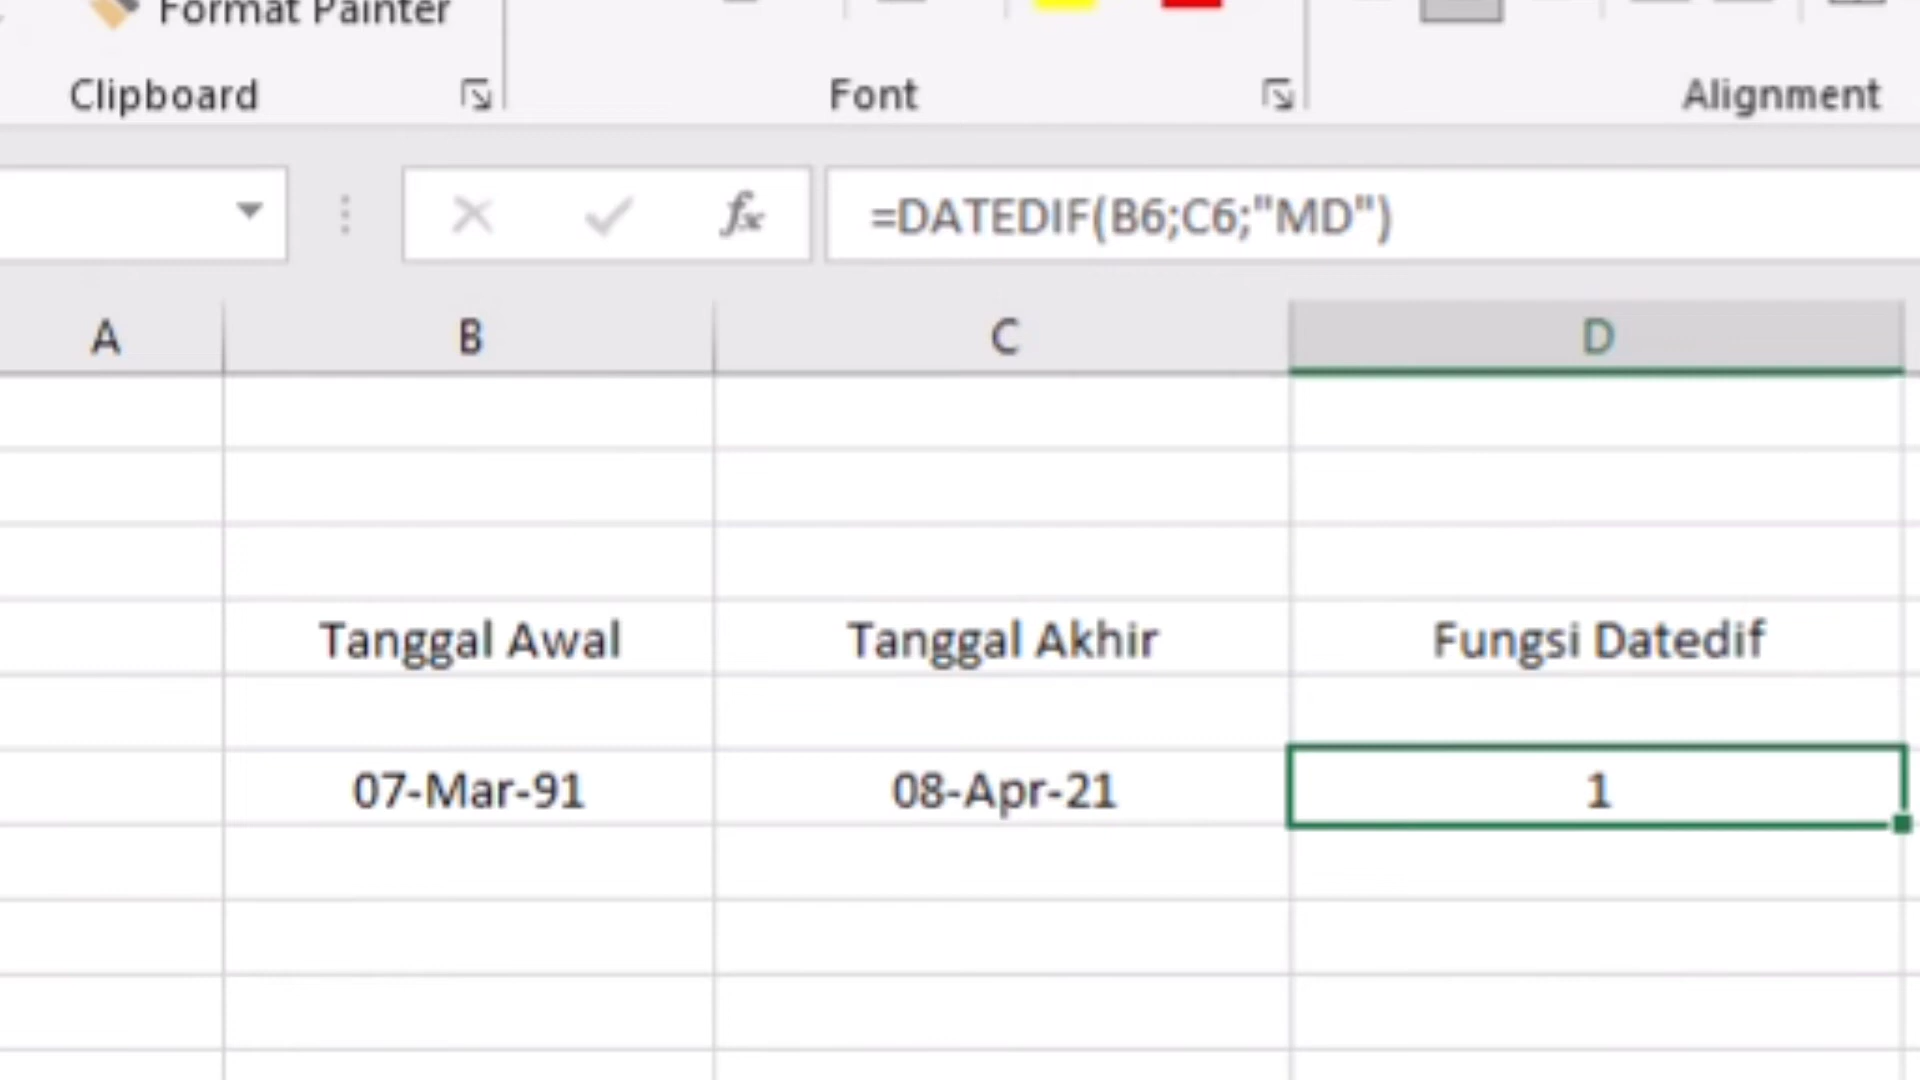 Format Painter
Clipboard
Font
Alignment
fx
=DATEDIF(B6;C6;"MD")
A B C D
Tanggal Awal Tanggal Akhir Fungsi Datedif
07-Mar-91 08-Apr-21 1